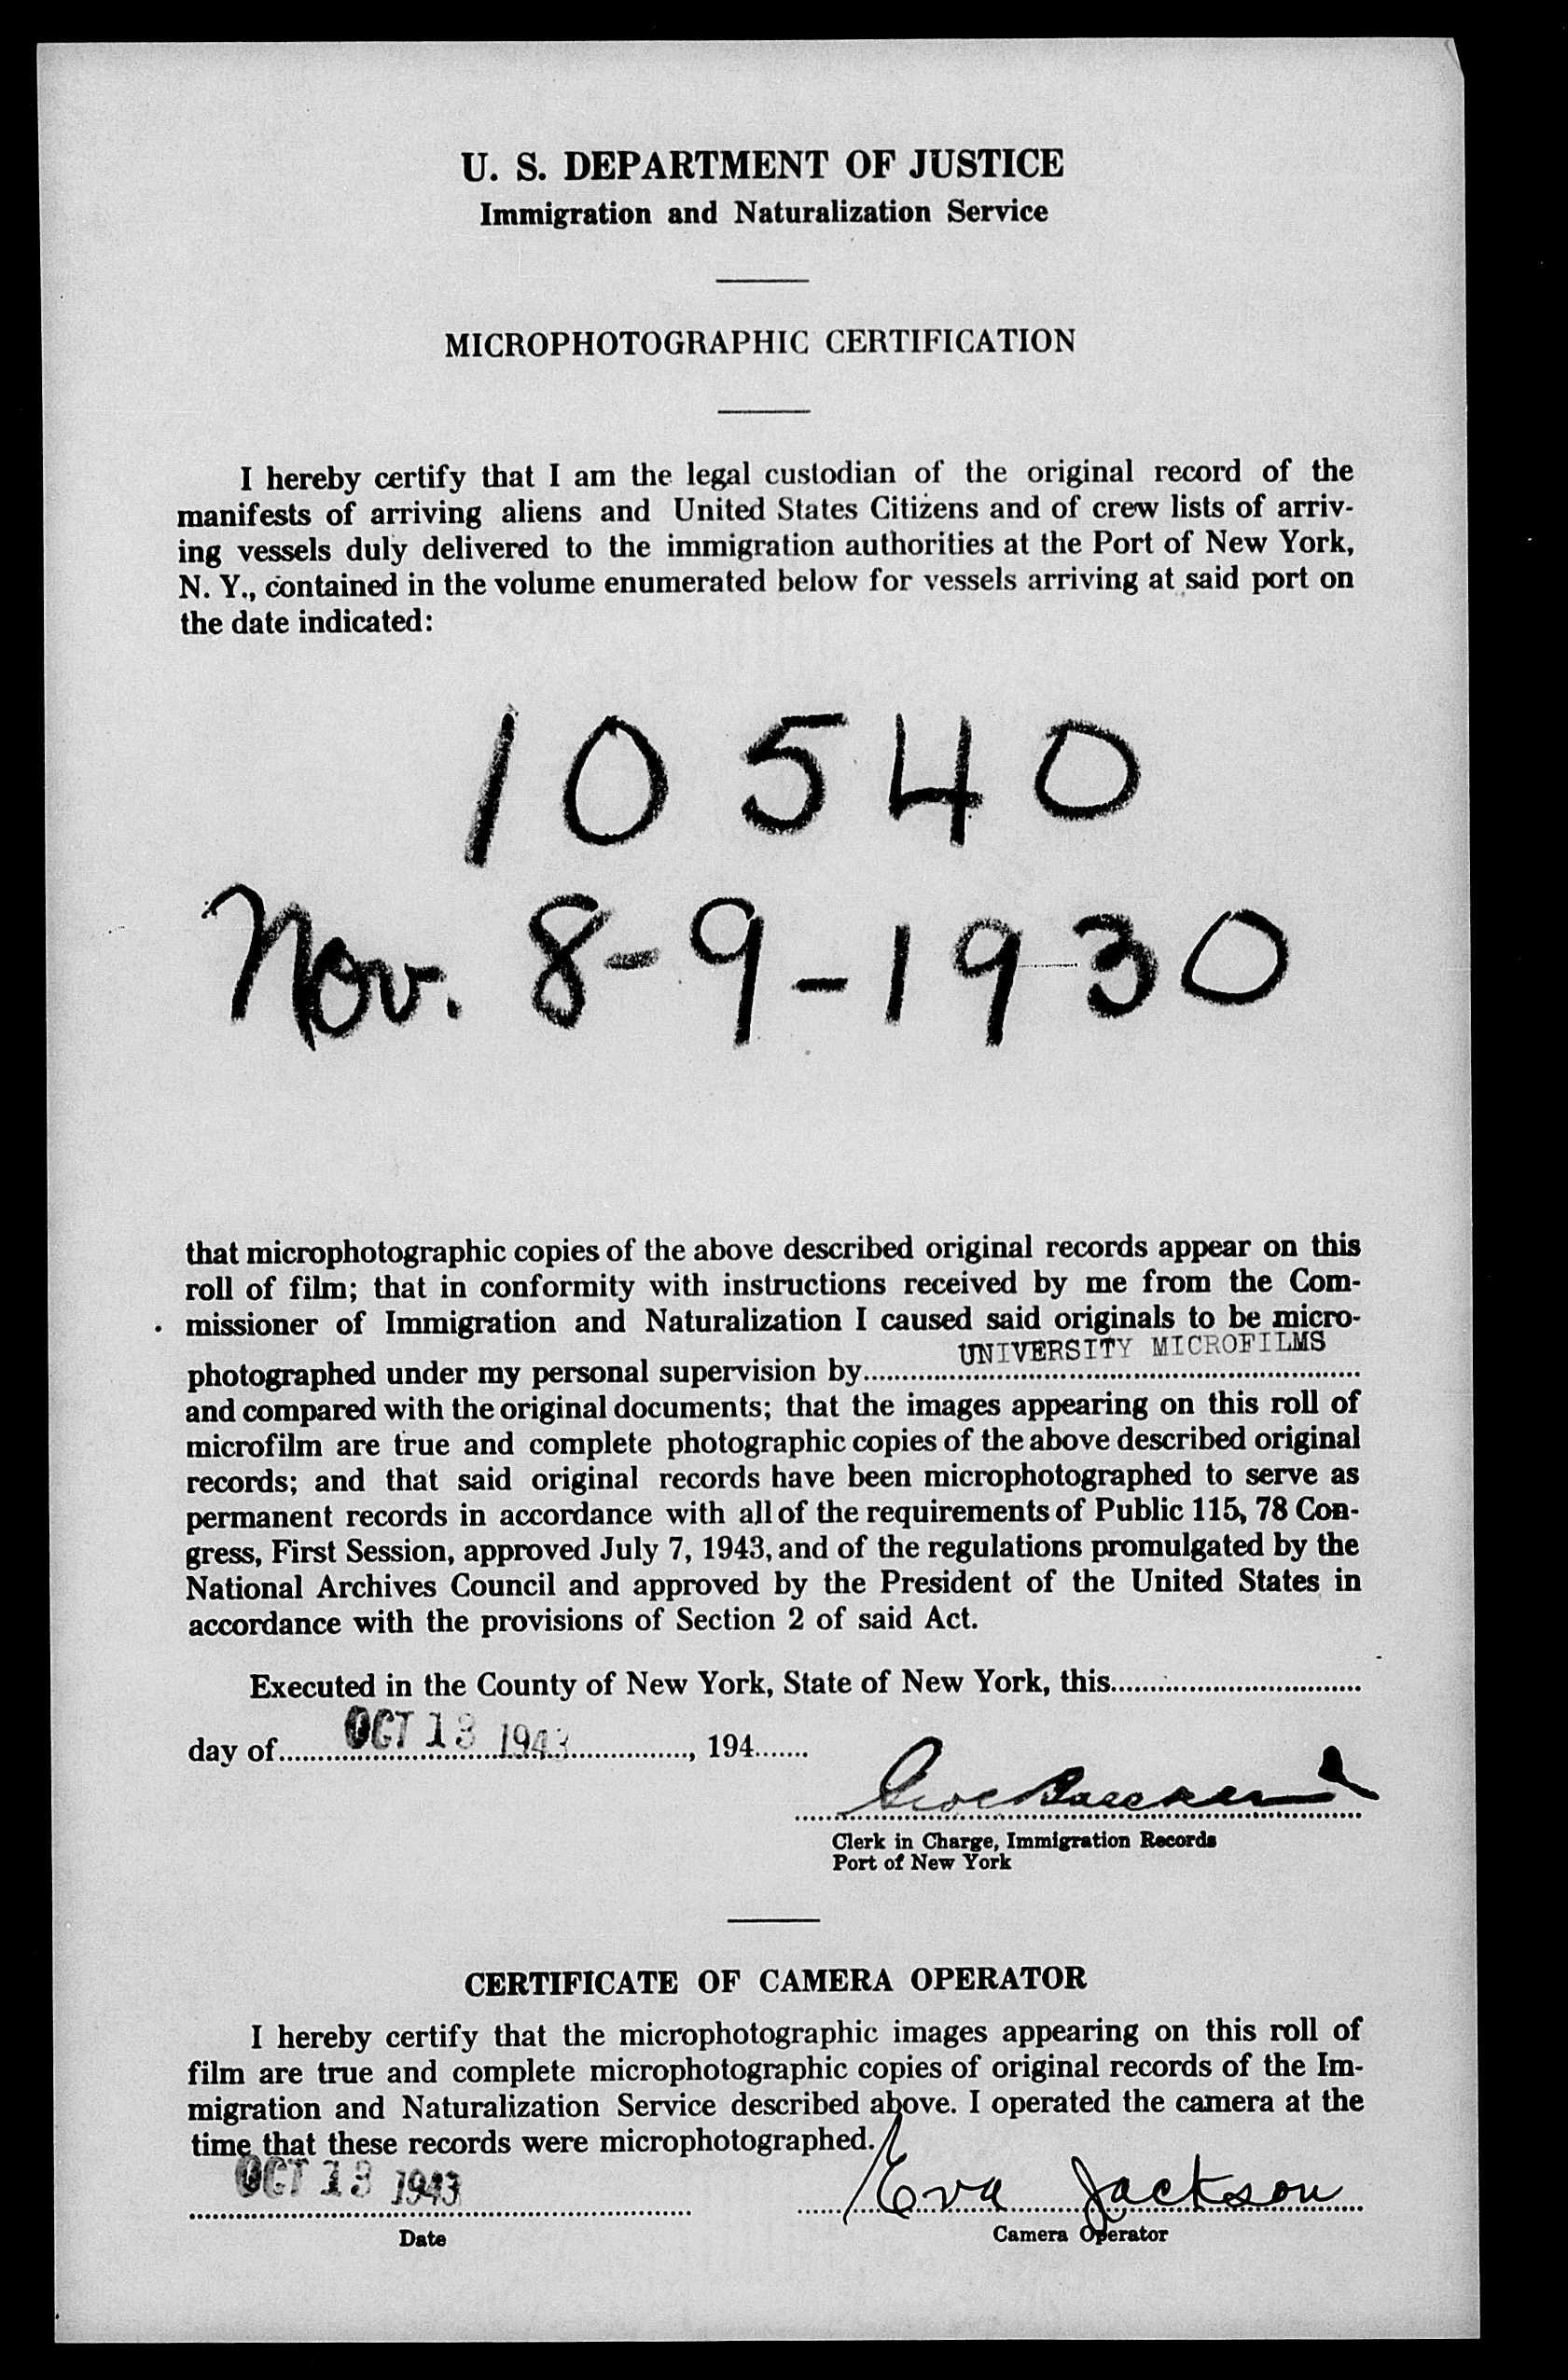 U. S. DEPARTMENT OF JUSTICE
Immigration and Naturalization Service
MICROPHOTOGRAPHIC CERTIFICATION
I hereby certify that I am the legal custodian of the original record of the
manifests of arriving aliens and United States Citizens and of crew lists of arriv-
ing vessels duly delivered to the immigration authorities at the Port of New York,
N. Y., contained in the volume enumerated below for vessels arriving at said port on
the date indicated:
10540
Nov. 8-9-1930
that microphotographic copies of the above described original records appear on this
roll of film; that in conformity with instructions received by me from the Com-
missioner of Immigration and Naturalization I caused said originals to be micro-
photographed under my personal supervision by UNIVERSITY MICROFILMS
and compared with the original documents; that the images appearing on this roll of
microfilm are true and complete photographic copies of the above described original
records; and that said original records have been microphotographed to serve as
permanent records in accordance with all of the requirements of Public 115, 78 Con-
gress, First Session, approved July 7, 1943, and of the regulations promulgated by the
National Archives Council and approved by the President of the United States in
accordance with the provisions of Section 2 of said Act.
Executed in the County of New York, State of New York, this
day of OCT 13 1943, 194
Clerk in Charge, Immigration Records
Port of New York
CERTIFICATE OF CAMERA OPERATOR
I hereby certify that the microphotographic images appearing on this roll of
film are true and complete microphotographic copies of original records of the Im-
migration and Naturalization Service described above. I operated the camera at the
time that these records were microphotographed.
OCT 13 1943 Eva Jackson
Date Camera Operator